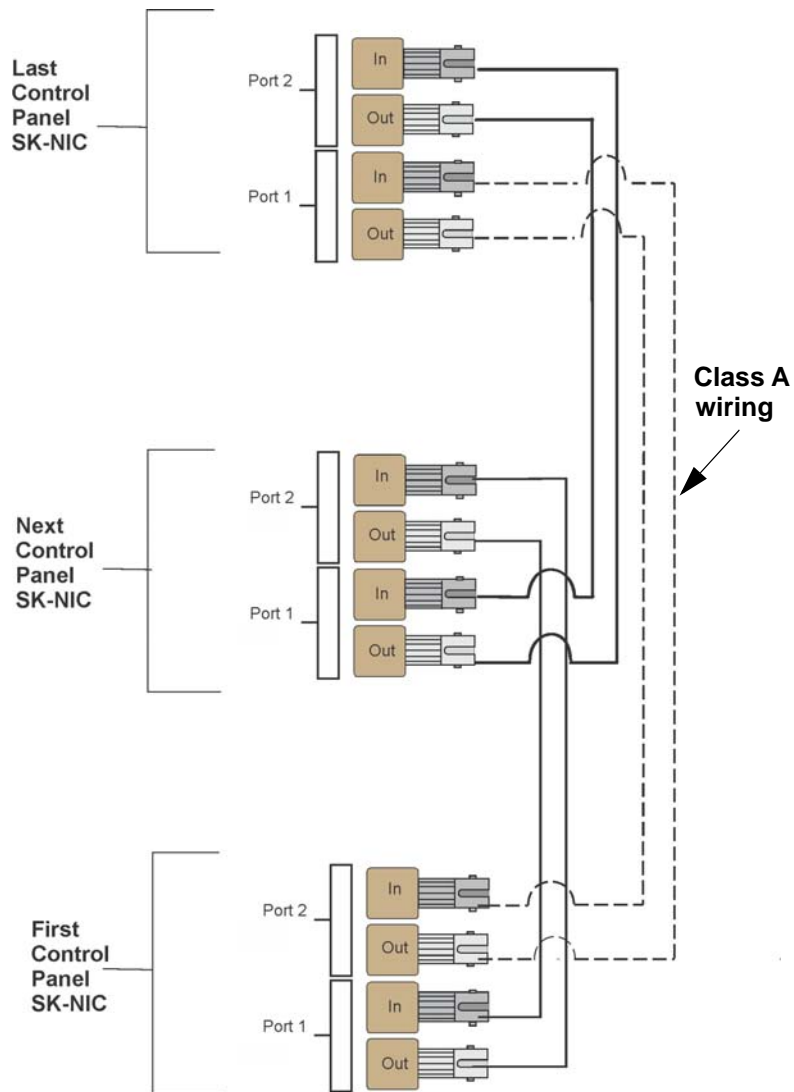 Last
Control
Panel
SK-NIC
Port 2
In
Out
Port 1
In
Out
Class A
wiring
Next
Control
Panel
SK-NIC
Port 2
In
Out
Port 1
In
Out
First
Control
Panel
SK-NIC
Port 2
In
Out
Port 1
In
Out